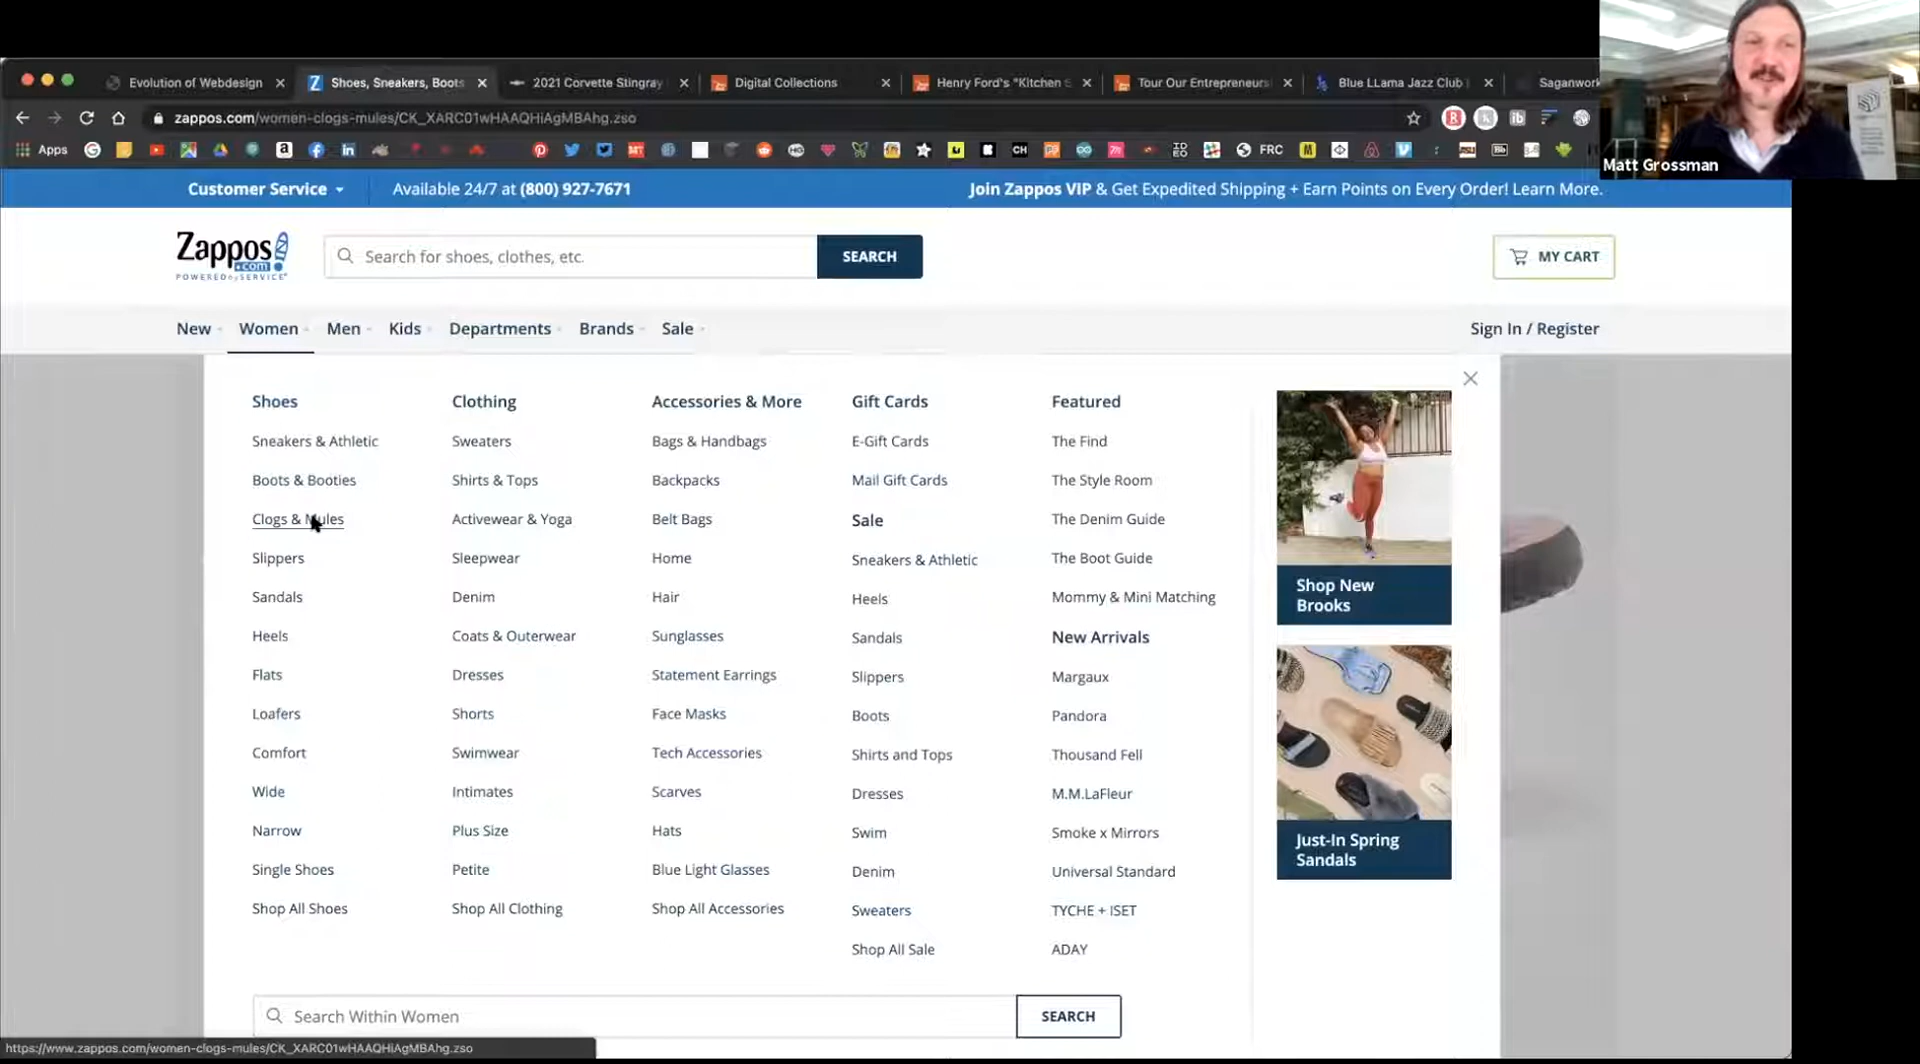 Evolution of Webdesign
Shoes, Sneakers, Boots
2021 Corvette Stingray
Digital Collections
Henry Ford's "Kitchen S
Tour Our Entrepreneurs
Blue LLama Jazz Club
Saganwork
zappos.com/women-clogs-mules/CK_XARC01wHAAQHiAgMBAhg.zso
Apps
FRC
Matt Grossman
Customer Service
Available 24/7 at (800) 927-7671
Join Zappos VIP & Get Expedited Shipping + Earn Points on Every Order! Learn More.
Zappos
.com
POWERED by SERVICE
Search for shoes, clothes, etc.
SEARCH
MY CART
New
Women
Men
Kids
Departments
Brands
Sale
Sign In / Register
Shoes
Sneakers & Athletic
Boots & Booties
Clogs & Mules
Slippers
Sandals
Heels
Flats
Loafers
Comfort
Wide
Narrow
Single Shoes
Shop All Shoes
Clothing
Sweaters
Shirts & Tops
Activewear & Yoga
Sleepwear
Denim
Coats & Outerwear
Dresses
Shorts
Swimwear
Intimates
Plus Size
Petite
Shop All Clothing
Accessories & More
Bags & Handbags
Backpacks
Belt Bags
Home
Hair
Sunglasses
Statement Earrings
Face Masks
Tech Accessories
Scarves
Hats
Blue Light Glasses
Shop All Accessories
Gift Cards
E-Gift Cards
Mail Gift Cards
Sale
Sneakers & Athletic
Heels
Sandals
Slippers
Boots
Shirts and Tops
Dresses
Swim
Denim
Sweaters
Shop All Sale
Featured
The Find
The Style Room
The Denim Guide
The Boot Guide
Mommy & Mini Matching
New Arrivals
Margaux
Pandora
Thousand Fell
M.M.LaFleur
Smoke x Mirrors
Universal Standard
TYCHE + ISET
ADAY
Shop New
Brooks
Just-In Spring
Sandals
Search Within Women
SEARCH
https://www.zappos.com/women-clogs-mules/CK_XARC01wHAAQHiAgMBAhg.zso